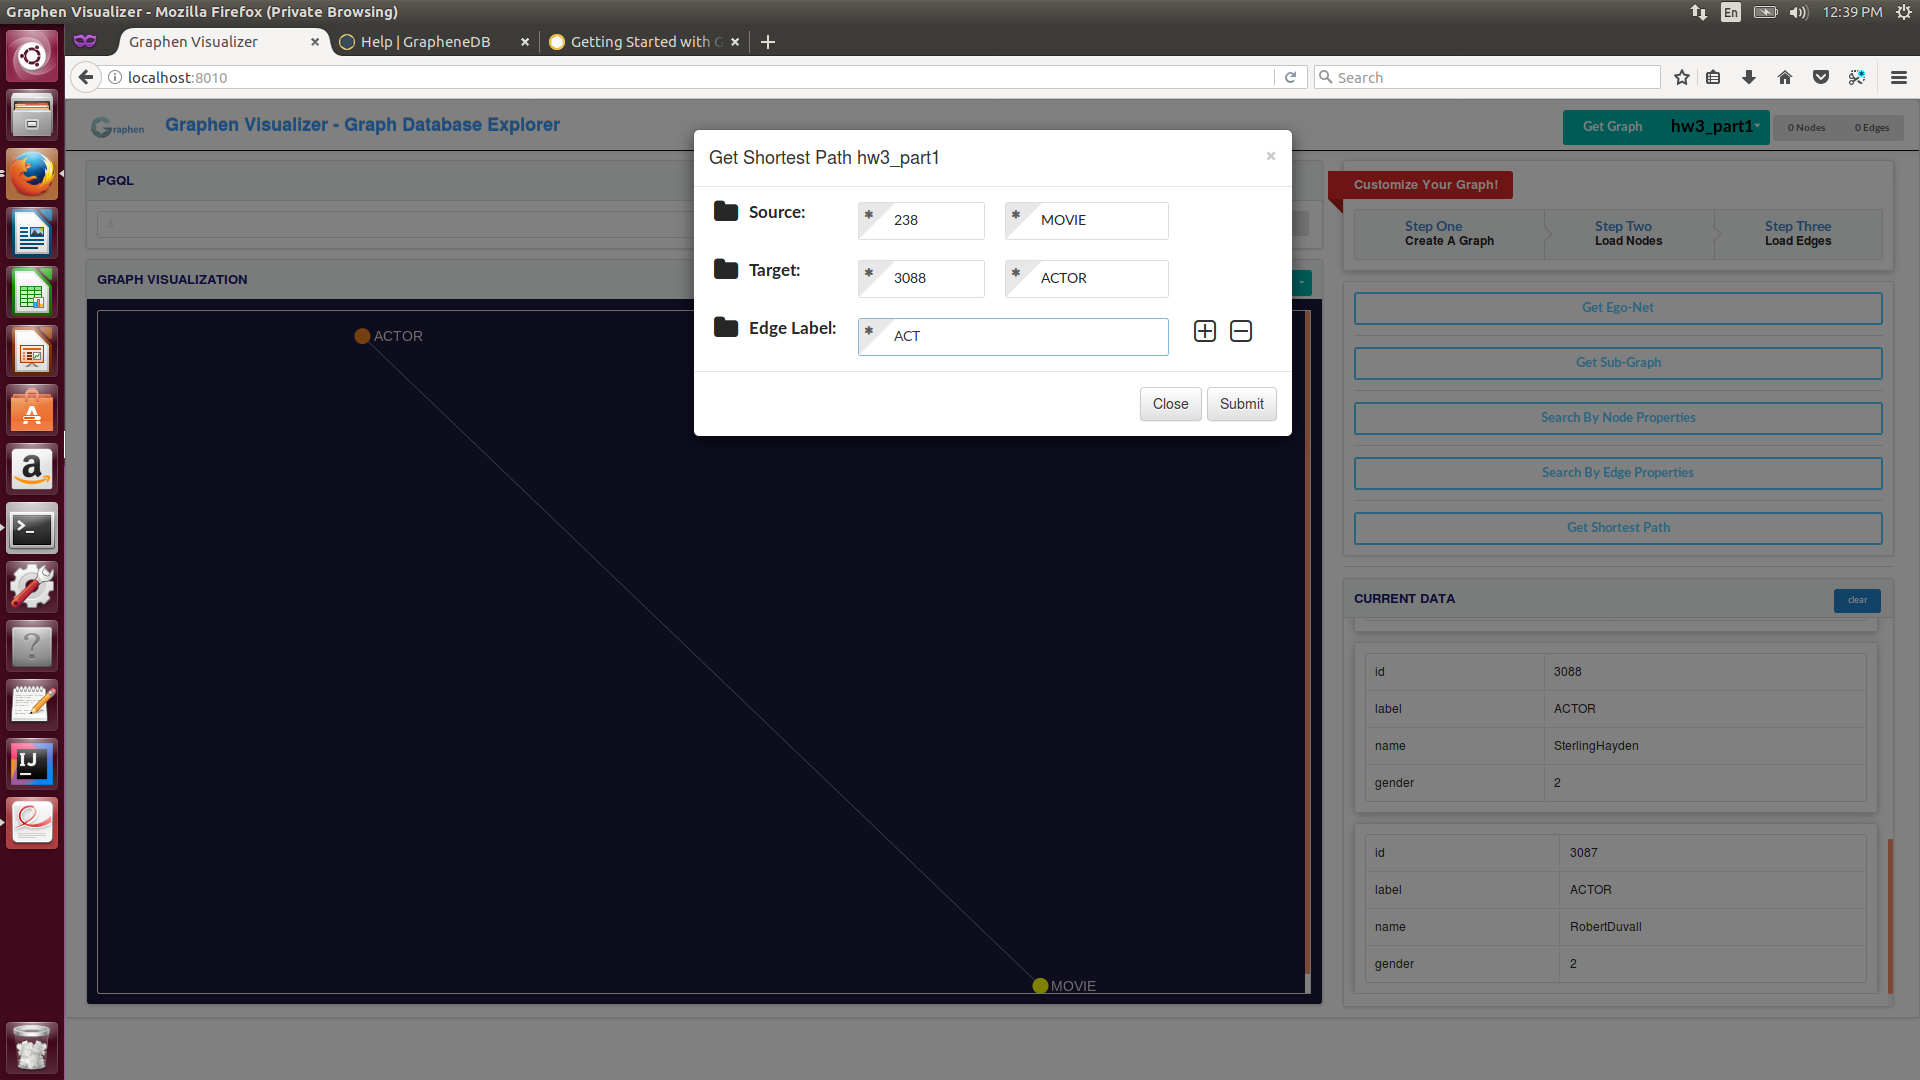 Graphen Visualizer - Mozilla Firefox (Private Browsing)
En
12:39 PM
Graphen Visualizer
Help | GrapheneDB
Getting Started with
localhost:8010
Search
Graphen
Graphen Visualizer - Graph Database Explorer
Get Graph
hw3_part1
0 Nodes
0 Edges
PGQL
GRAPH VISUALIZATION
ACTOR
MOVIE
Get Shortest Path hw3_part1
×
Source:
238
MOVIE
Target:
3088
ACTOR
Edge Label:
ACT
Close
Submit
Customize Your Graph!
Step One
Create A Graph
Step Two
Load Nodes
Step Three
Load Edges
Get Ego-Net
Get Sub-Graph
Search By Node Properties
Search By Edge Properties
Get Shortest Path
CURRENT DATA
clear
id 3088
label ACTOR
name SterlingHayden
gender 2
id 3087
label ACTOR
name RobertDuvall
gender 2